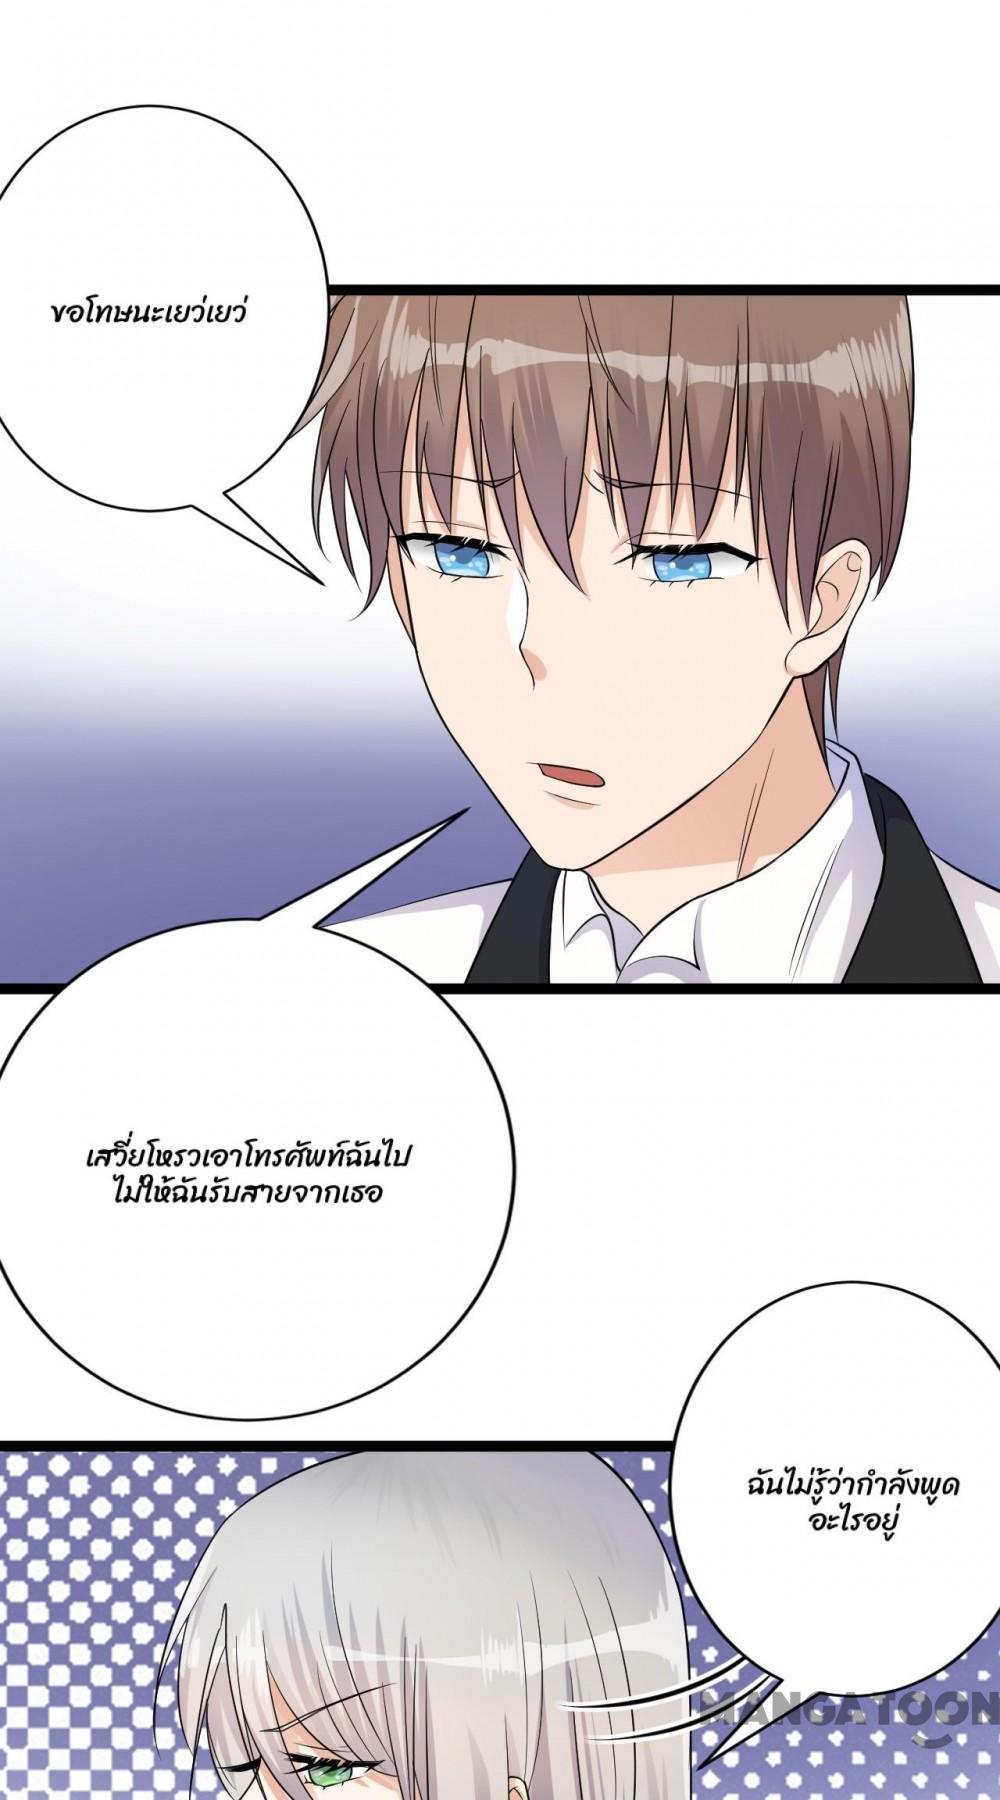 ขอโทษนะเยว่เยว่
เสวี่ยโหรวเอาโทรศัพท์ฉันไป
ไม่ให้ฉันรับสายจากเธอ
ฉันไม่รู้ว่ากำลังพูด
อะไรอยู่
MANGATOON